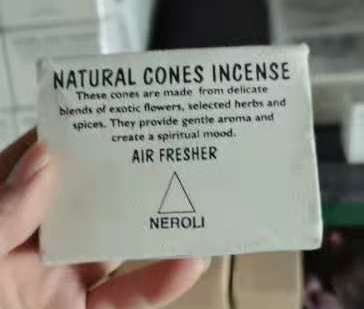 NATURAL CONES INCENSE
These cones are made from delicate
blends of exotic flowers, selected herbs and
spices. They provide gentle aroma and
create a spiritual mood.
AIR FRESHER
NEROLI